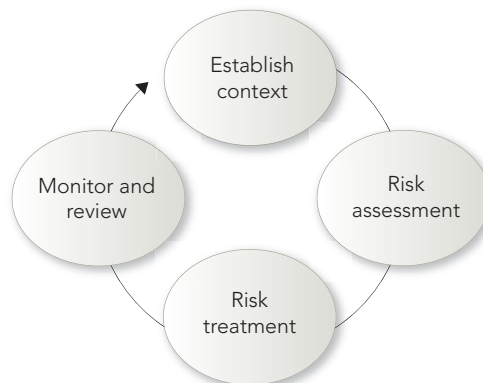 Establish
context
Risk
assessment
Risk
treatment
Monitor and
review